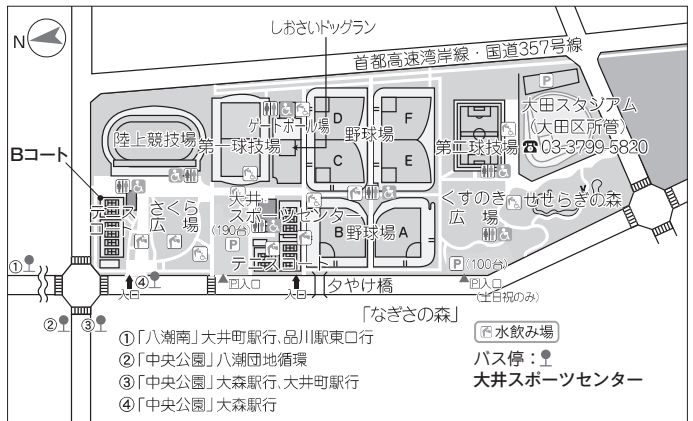 N
しおさいドッグラン
首都高速湾岸線・国道357号線
P
大田スタジアム
(大田区所管)
☎03-3799-5820
陸上競技場
第一球技場
ゲートボール場
D
F
野球場
C
E
第二球技場
Bコート
テニス
コート
さくら
広場
大井
スポーツセンター
(190台)
P
テニスコート
B
野球場
A
くすのき
広場
せせらぎの森
P(100台)
①
入口
④
P入口
入口
夕やけ橋
P入口
(土日祝のみ)
②
③
「なぎさの森」
①「八潮南」大井町駅行、品川駅東口行
②「中央公園」八潮団地循環
③「中央公園」大森駅行、大井町駅行
④「中央公園」大森駅行
水飲み場
バス停:
大井スポーツセンター